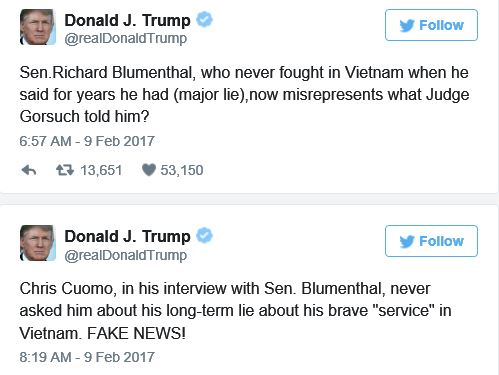 Donald J. Trump
Follow
@realDonaldTrump
Sen.Richard Blumenthal, who never fought in Vietnam when he
said for years he had (major lie),now misrepresents what Judge
Gorsuch told him?
6:57 AM - 9 Feb 2017
13,651 53,150
Donald J. Trump
Follow
@realDonaldTrump
Chris Cuomo, in his interview with Sen. Blumenthal, never
asked him about his long-term lie about his brave "service" in
Vietnam. FAKE NEWS!
8:19 AM - 9 Feb 2017